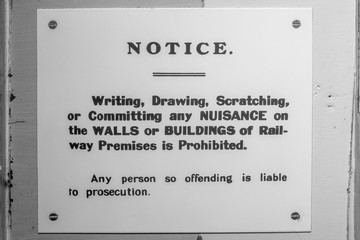 NOTICE.
Writing, Drawing, Scratching,
or Committing any NUISANCE on
the WALLS or BUILDINGS of Rail-
way Premises is Prohibited.
Any person so offending is liable
to prosecution.